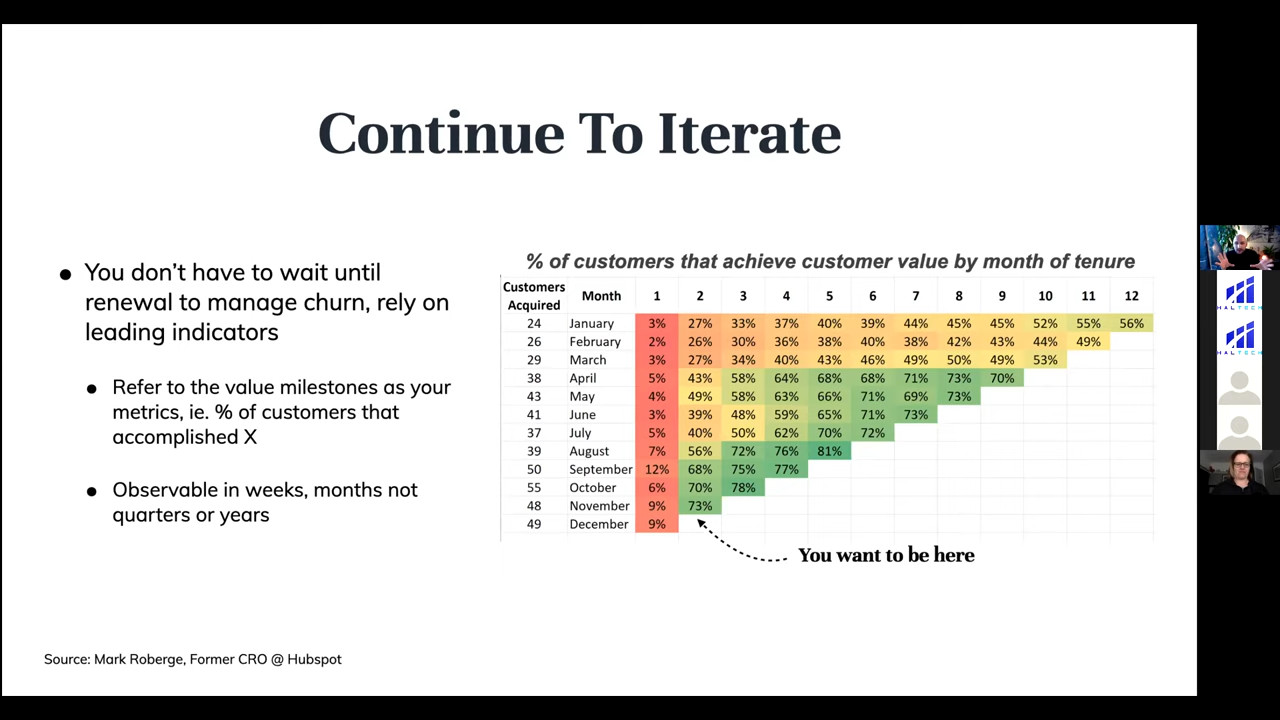 Continue To Iterate
● You don't have to wait until
renewal to manage churn, rely on
leading indicators
● Refer to the value milestones as your
metrics, ie. % of customers that
accomplished X
● Observable in weeks, months not
quarters or years
% of customers that achieve customer value by month of tenure
Customers Acquired Month 1 2 3 4 5 6 7 8 9 10 11 12
24 January 3% 27% 33% 37% 40% 39% 44% 45% 45% 52% 55% 56%
26 February 2% 26% 30% 36% 38% 40% 38% 42% 43% 44% 49%
29 March 3% 27% 34% 40% 43% 46% 49% 50% 49% 53%
38 April 5% 43% 58% 64% 68% 68% 71% 73% 70%
43 May 4% 49% 58% 63% 66% 71% 69% 73%
41 June 3% 39% 48% 59% 65% 71% 73%
37 July 5% 40% 50% 62% 70% 72%
39 August 7% 56% 72% 76% 81%
50 September 12% 68% 75% 77%
55 October 6% 70% 78%
48 November 9% 73%
49 December 9%
You want to be here
Source: Mark Roberge, Former CRO @ Hubspot
HALTECH
HALTECH